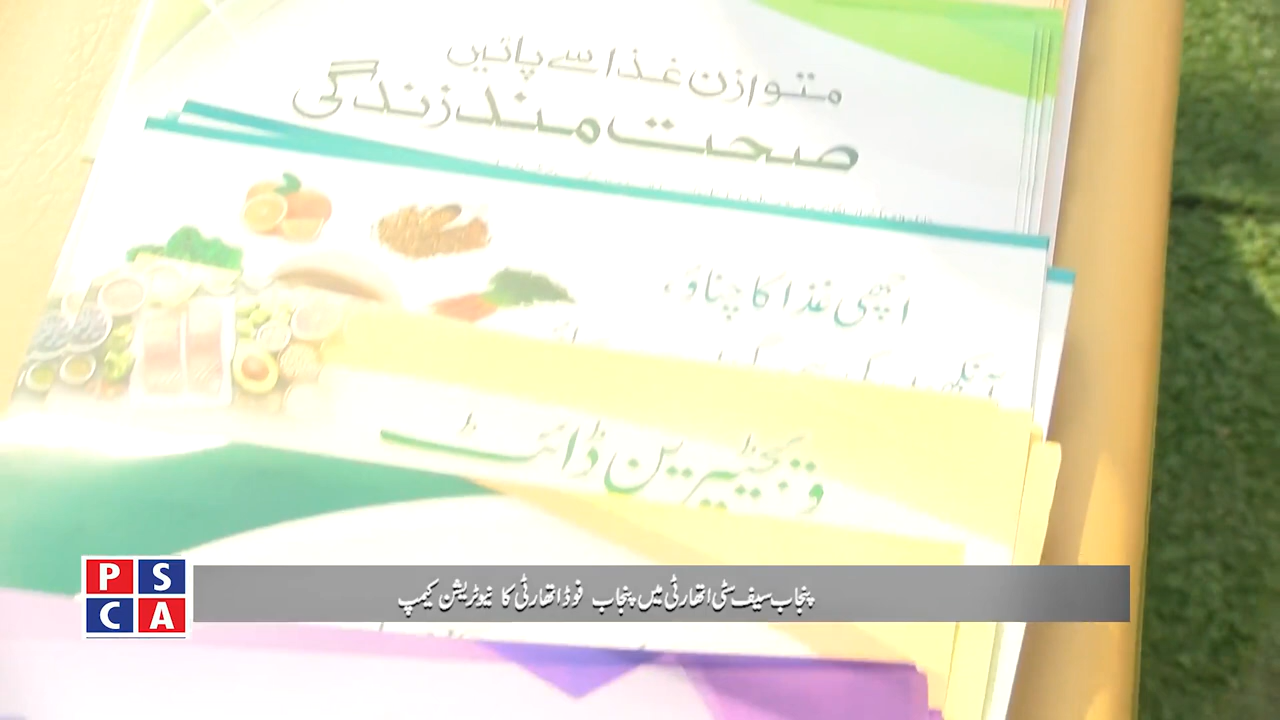 متوازن غذا سے پائیں
صحت مند زندگی
اچھی غذا کا چناؤ،
ویجیٹیرین ڈائٹ
PSCA
پنجاب سیف سٹی اتھارٹی میں پنجاب فوڈ اتھارٹی کا نیوٹریشن کیمپ